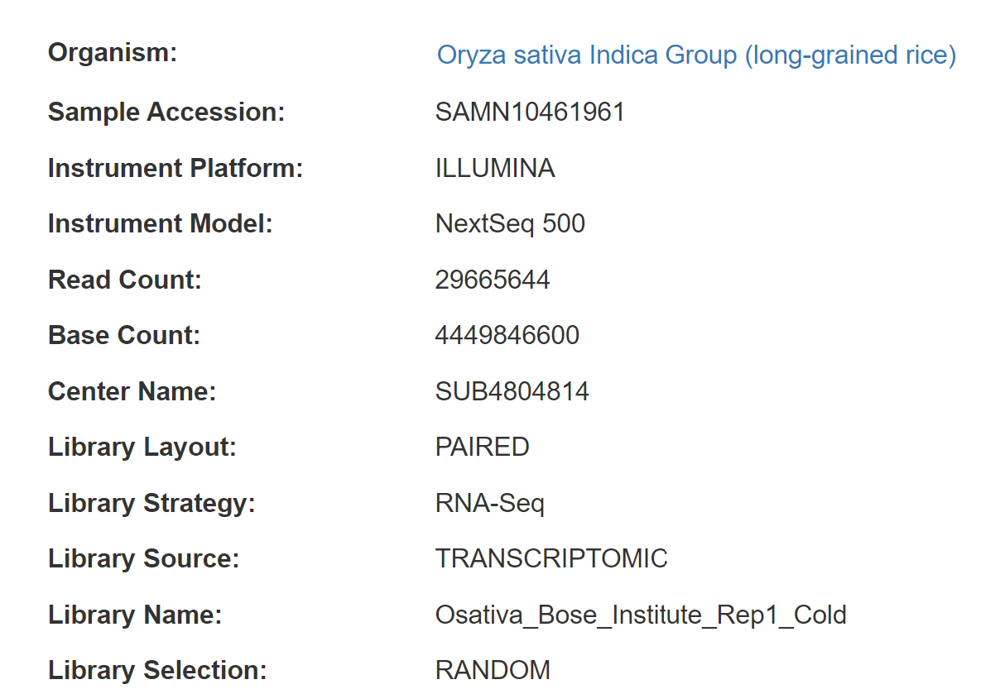 Organism: Oryza sativa Indica Group (long-grained rice)
Sample Accession: SAMN10461961
Instrument Platform: ILLUMINA
Instrument Model: NextSeq 500
Read Count: 29665644
Base Count: 4449846600
Center Name: SUB4804814
Library Layout: PAIRED
Library Strategy: RNA-Seq
Library Source: TRANSCRIPTOMIC
Library Name: Osativa_Bose_Institute_Rep1_Cold
Library Selection: RANDOM